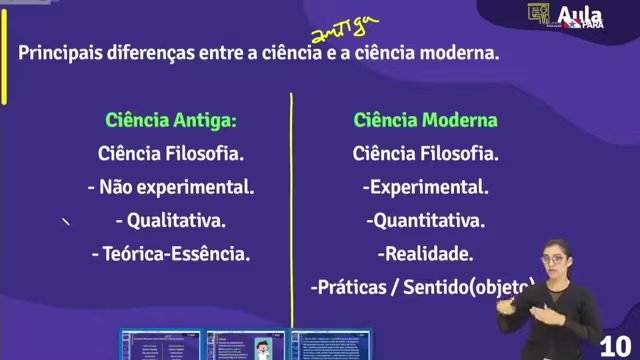 Aula
PARÁ
antiga
Principais diferenças entre a ciência e a ciência moderna.
Ciência Antiga:
Ciência Filosofia.
- Não experimental.
- Qualitativa.
- Teórica-Essência.
Ciência Moderna
Ciência Filosofia.
-Experimental.
-Quantitativa.
-Realidade.
-Práticas / Sentido(objeto)
10